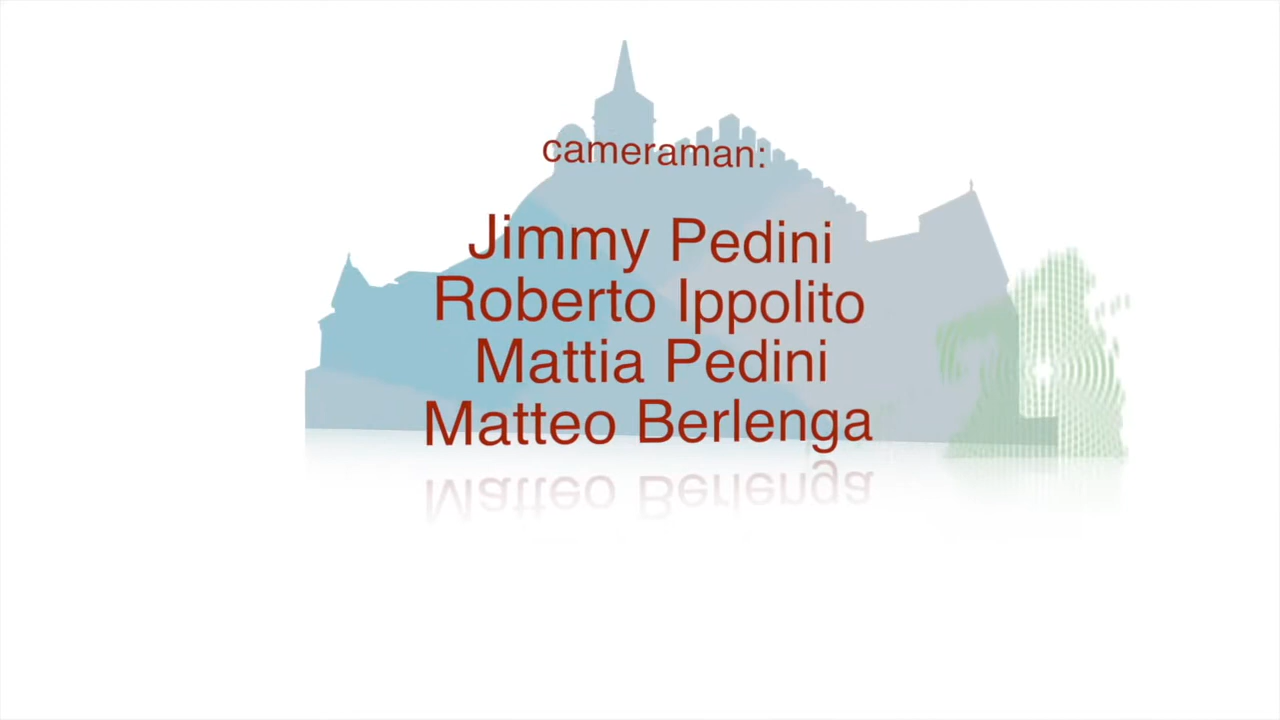 cameraman:
Jimmy Pedini
Roberto Ippolito
Mattia Pedini
Matteo Berlenga